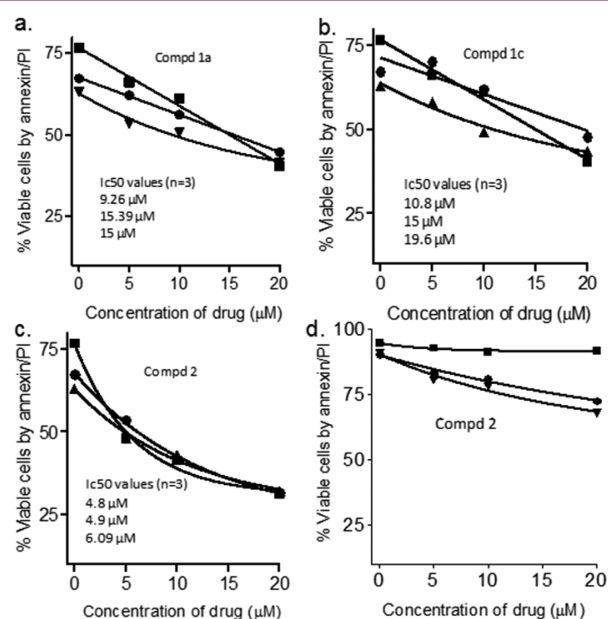 a.
% Viable cells by annexin/PI
75
50
25
Compd 1a
Ic50 values (n=3)
9.26 µM
15.39 µM
15 µM
0 5 10 20
Concentration of drug (µM)
b.
% Viable cells by annexin/PI
75
50
25
Compd 1c
Ic50 values (n=3)
10.8 µM
15 µM
19.6 µM
0 5 10 20
Concentration of drug (µM)
c.
% Viable cells by annexin/PI
75
50
25
Compd 2
Ic50 values (n=3)
4.8 µM
4.9 µM
6.09 µM
0 5 10 20
Concentration of drug (µM)
d.
% Viable cells by annexin/PI
100
75
50
25
Compd 2
0 5 10 20
Concentration of drug (µM)